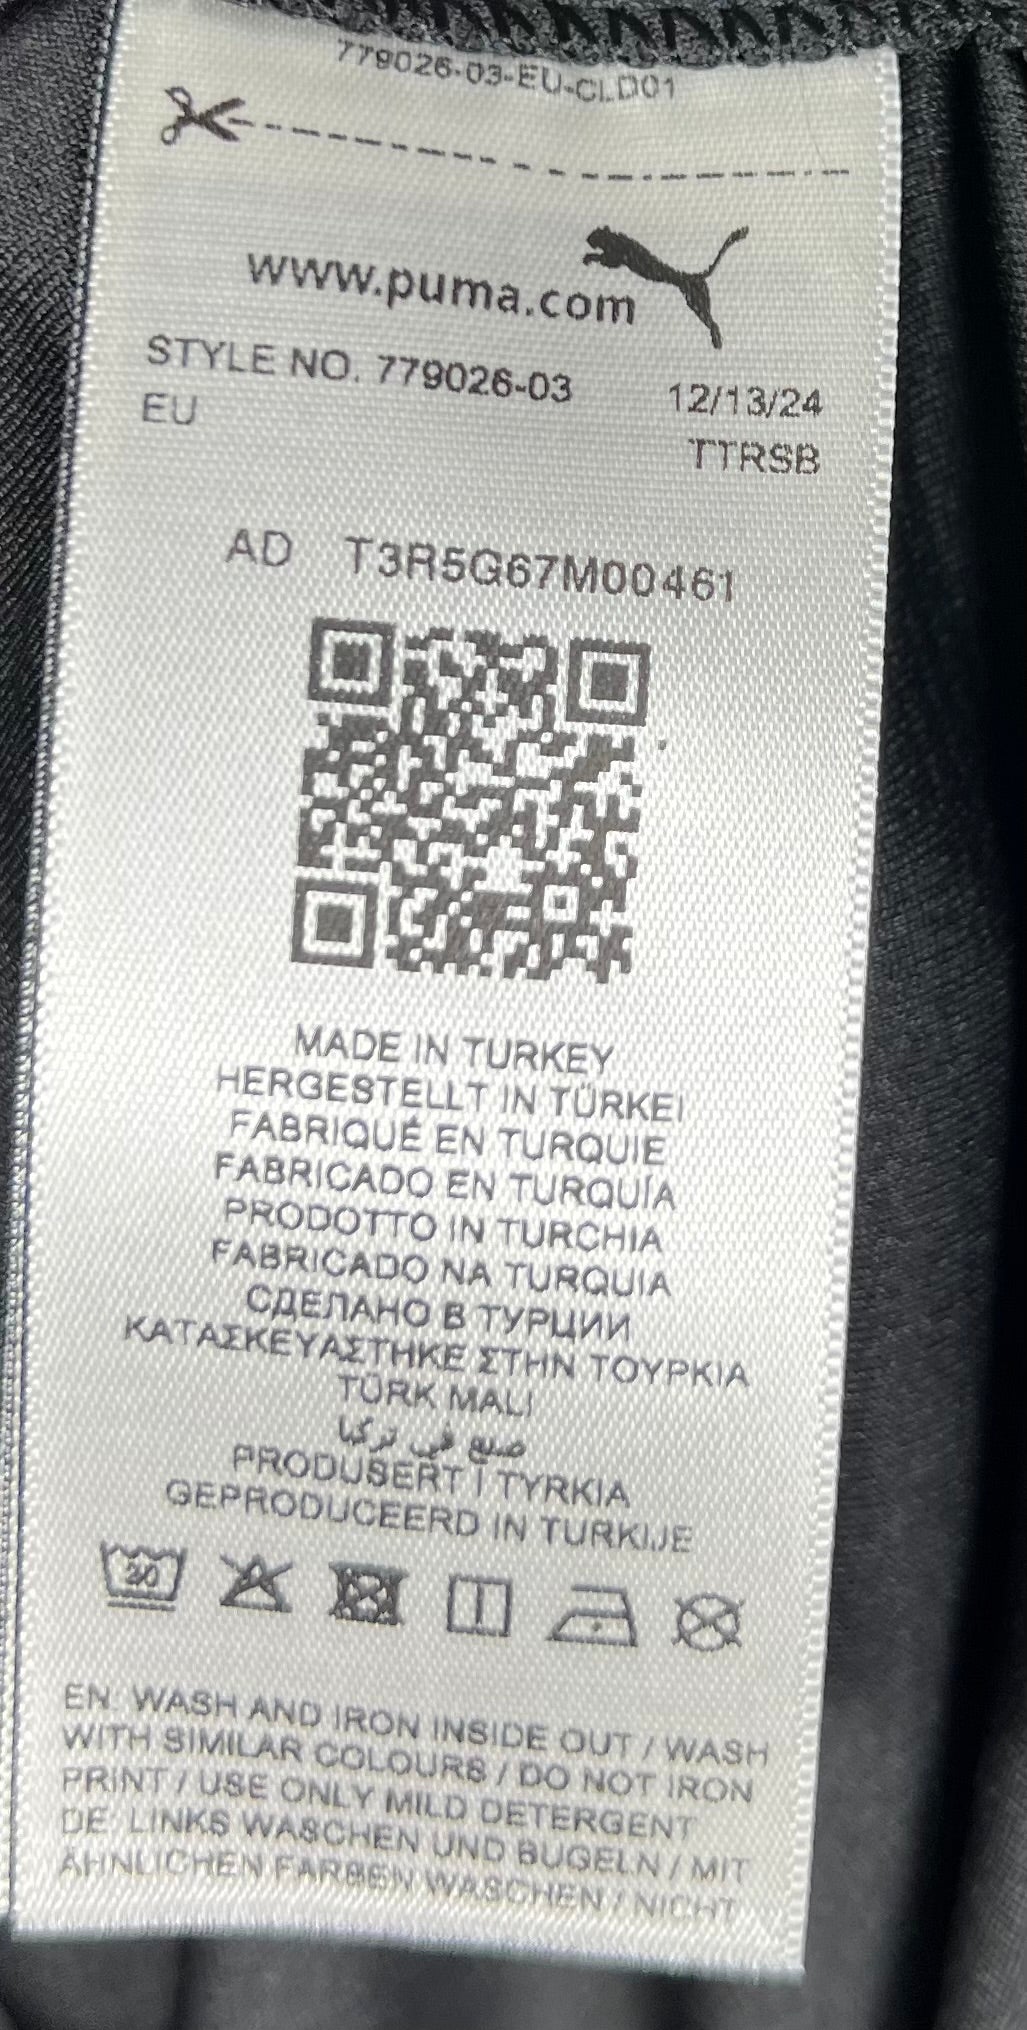 779026-03-EU-CLD01
www.puma.com
STYLE NO. 779026-03 12/13/24
EU TTRSB
AD T3R5G67M00461
MADE IN TURKEY
HERGESTELLT IN TÜRKEI
FABRIQUÉ EN TURQUIE
FABRICADO EN TURQUÍA
PRODOTTO IN TURCHIA
FABRICADO NA TURQUIA
СДЕЛАНО В ТУРЦИИ
ΚΑΤΑΣΚΕΥΑΣΤΗΚΕ ΣΤΗΝ ΤΟΥΡΚΙΑ
TÜRK MALI
صنع في تركيا
PRODUSERT I TYRKIA
GEPRODUCEERD IN TURKIJE
30
EN: WASH AND IRON INSIDE OUT / WASH
WITH SIMILAR COLOURS / DO NOT IRON
PRINT / USE ONLY MILD DETERGENT
DE: LINKS WASCHEN UND BÜGELN / MIT
ÄHNLICHEN FARBEN WASCHEN / NICHT